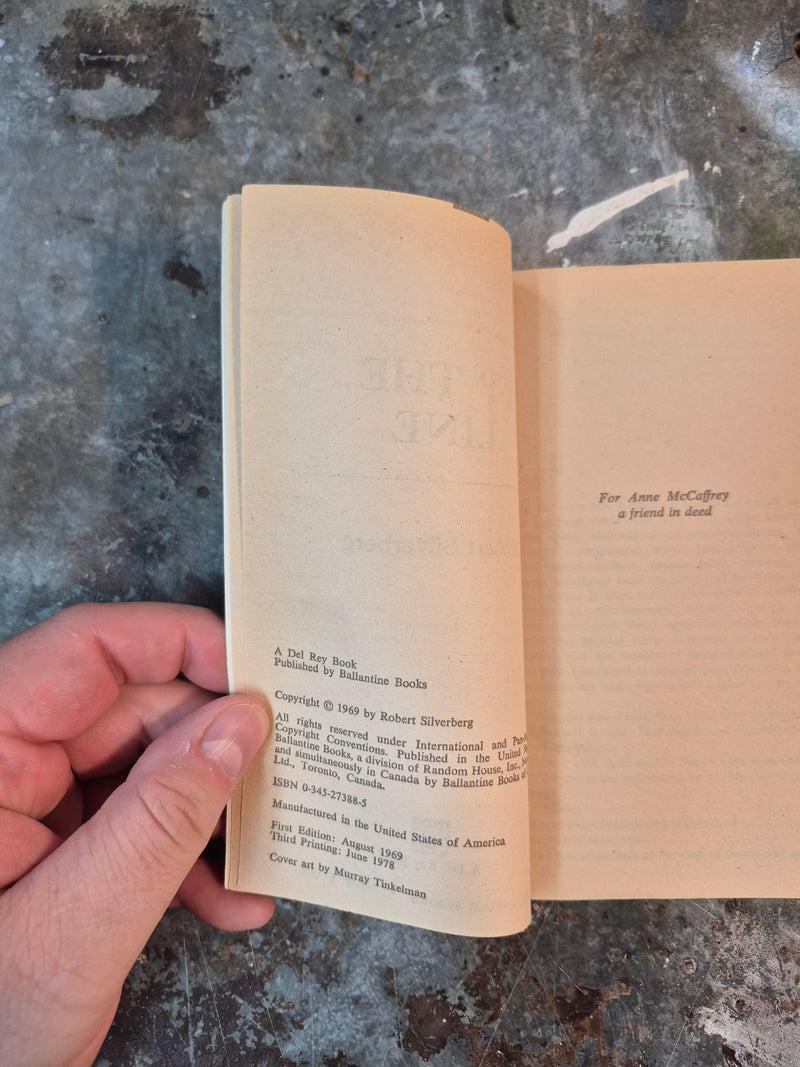 A Del Rey Book
Published by Ballantine Books
Copyright © 1969 by Robert Silverberg
All rights reserved under International and
Copyright Conventions. Published in the United
Ballantine Books, a division of Random House, Inc.,
and simultaneously in Canada by Ballantine Books
Ltd., Toronto, Canada.
ISBN 0-345-27388-5
Manufactured in the United States of America
First Edition: August 1969
Third Printing: June 1978
Cover art by Murray Tinkelman
For Anne McCaffrey
a friend in deed